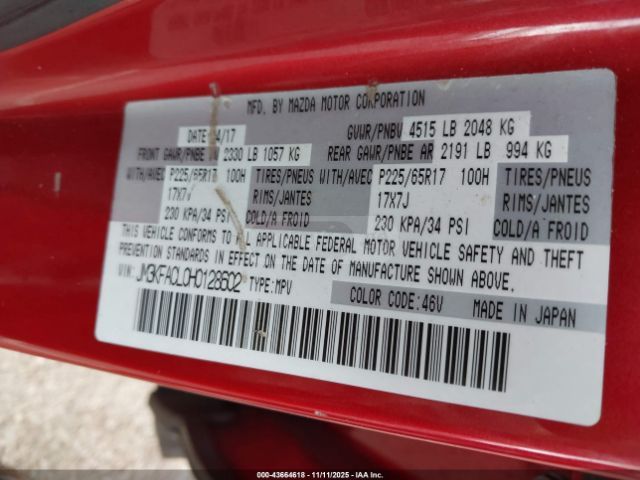 MFD. BY MAZDA MOTOR CORPORATION
DATE 4/17 GVWR/PNBV 4515 LB 2048 KG
FRONT GAWR/PNBE 2330 LB 1057 KG REAR GAWR/PNBE AR 2191 LB 994 KG
WITH/AVEC P225/65R17 100H TIRES/PNEUS WITH/AVEC P225/65R17 100H TIRES/PNEUS
17X7J RIMS/JANTES 17X7J RIMS/JANTES
230 KPA/34 PSI COLD/A FROID 230 KPA/34 PSI COLD/A FROID
THIS VEHICLE CONFORMS TO ALL APPLICABLE FEDERAL MOTOR VEHICLE SAFETY AND THEFT
PREVENTION STANDARDS IN EFFECT ON THE DATE OF MANUFACTURE SHOWN ABOVE.
VIN: JM3KFACL0H0128602 TYPE: MPV COLOR CODE:46V MADE IN JAPAN
000-43664618 - 11/11/2025 - IAA Inc.